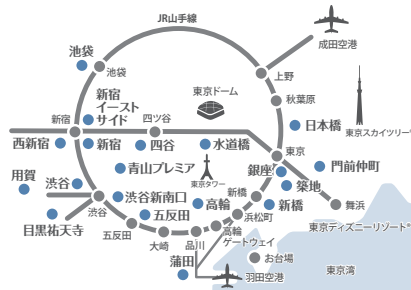 JR山手線
成田空港
池袋
池袋
上野
新宿
イースト
サイド
東京ドーム
秋葉原
新宿
四ツ谷
日本橋
東京スカイツリー
西新宿
新宿
四谷
水道橋
東京
青山プレミア
東京タワー
銀座
門前仲町
用賀
渋谷
築地
渋谷新南口
高輪
新橋
新橋
舞浜
渋谷
五反田
浜松町
目黒祐天寺
高輪
ゲートウェイ
東京ディズニーリゾート®
五反田
大崎
品川
お台場
蒲田
羽田空港
東京湾